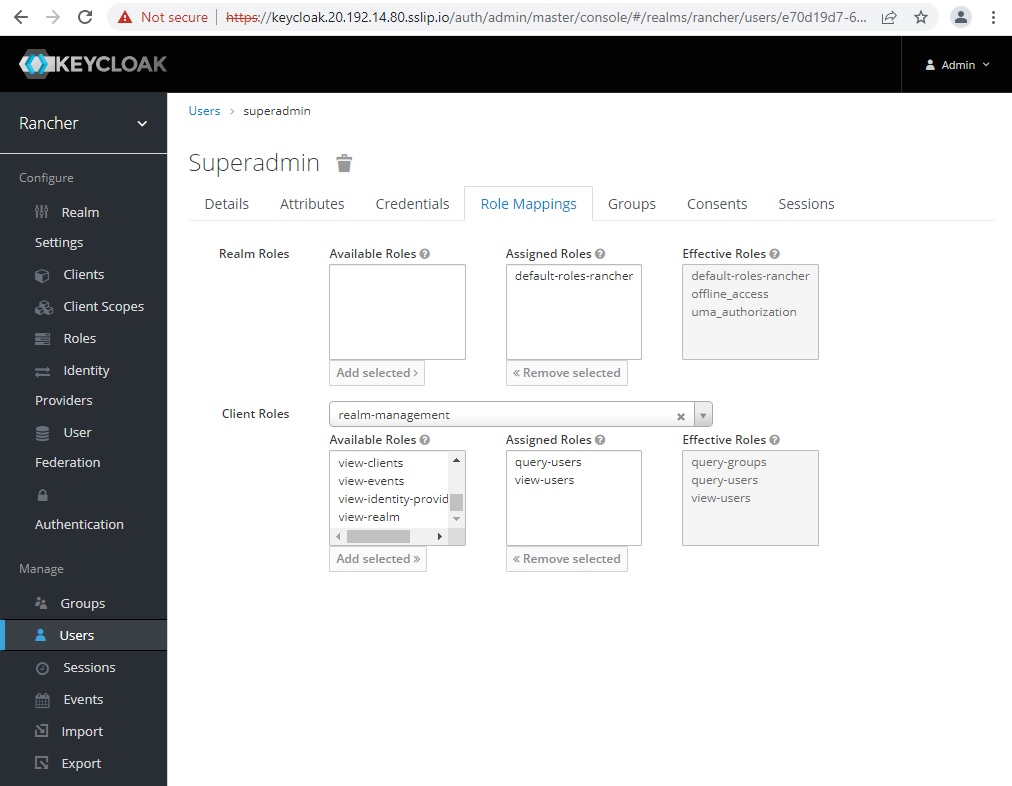 Not secure https://keycloak.20.192.14.80.sslip.io/auth/admin/master/console/#/realms/rancher/users/e70d19d7-6...
KEYCLOAK
Admin
Rancher
Configure
Realm
Settings
Clients
Client Scopes
Roles
Identity
Providers
User
Federation
Authentication
Manage
Groups
Users
Sessions
Events
Import
Export
Users > superadmin
Superadmin
Details Attributes Credentials Role Mappings Groups Consents Sessions
Realm Roles
Available Roles
Add selected ›
Assigned Roles
default-roles-rancher
« Remove selected
Effective Roles
default-roles-rancher
offline_access
uma_authorization
Client Roles
realm-management
Available Roles
view-clients
view-events
view-identity-provid
view-realm
Add selected »
Assigned Roles
query-users
view-users
« Remove selected
Effective Roles
query-groups
query-users
view-users